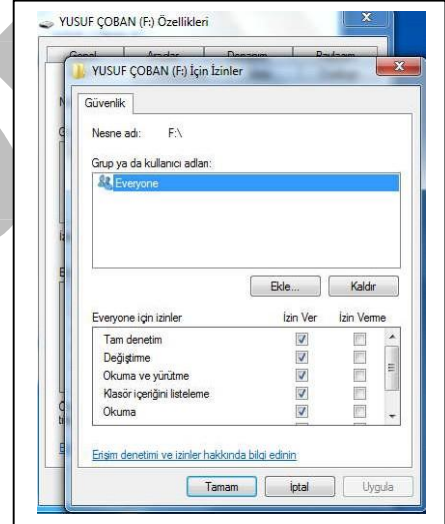 YUSUF ÇOBAN (F:) Özellikleri
YUSUF ÇOBAN (F:) İçin İzinler
Güvenlik
Nesne adı: F:\
Grup ya da kullanıcı adları:
Everyone
Ekle... Kaldır
Everyone için izinler İzin Ver İzin Verme
Tam denetim
Değiştirme
Okuma ve yürütme
Klasör içeriğini listeleme
Okuma
Erişim denetimi ve izinler hakkında bilgi edinin
Tamam İptal Uygula